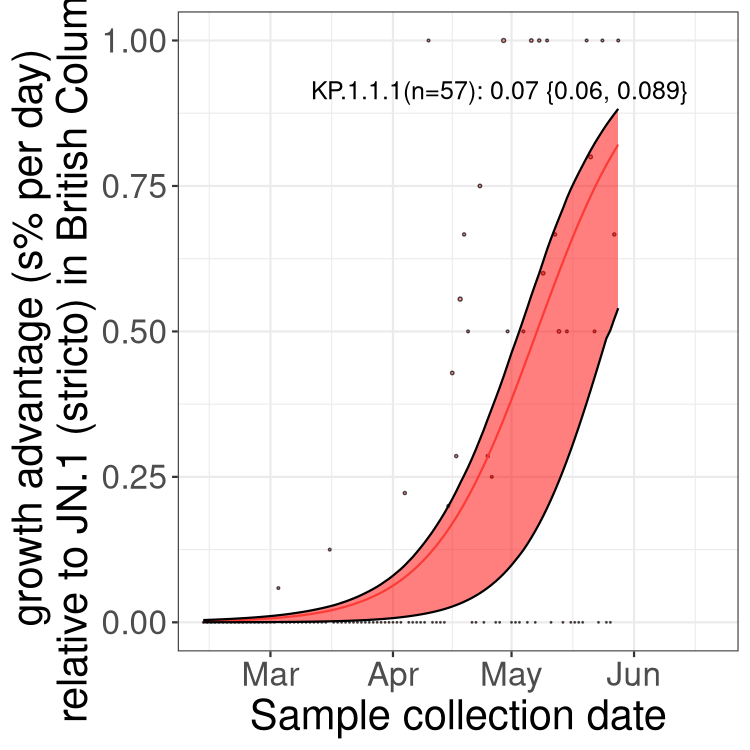 growth advantage (s% per day)
relative to JN.1 (stricto) in British Colum
1.00
0.75
0.50
0.25
0.00
KP.1.1.1(n=57): 0.07 {0.06, 0.089}
Mar Apr May Jun
Sample collection date